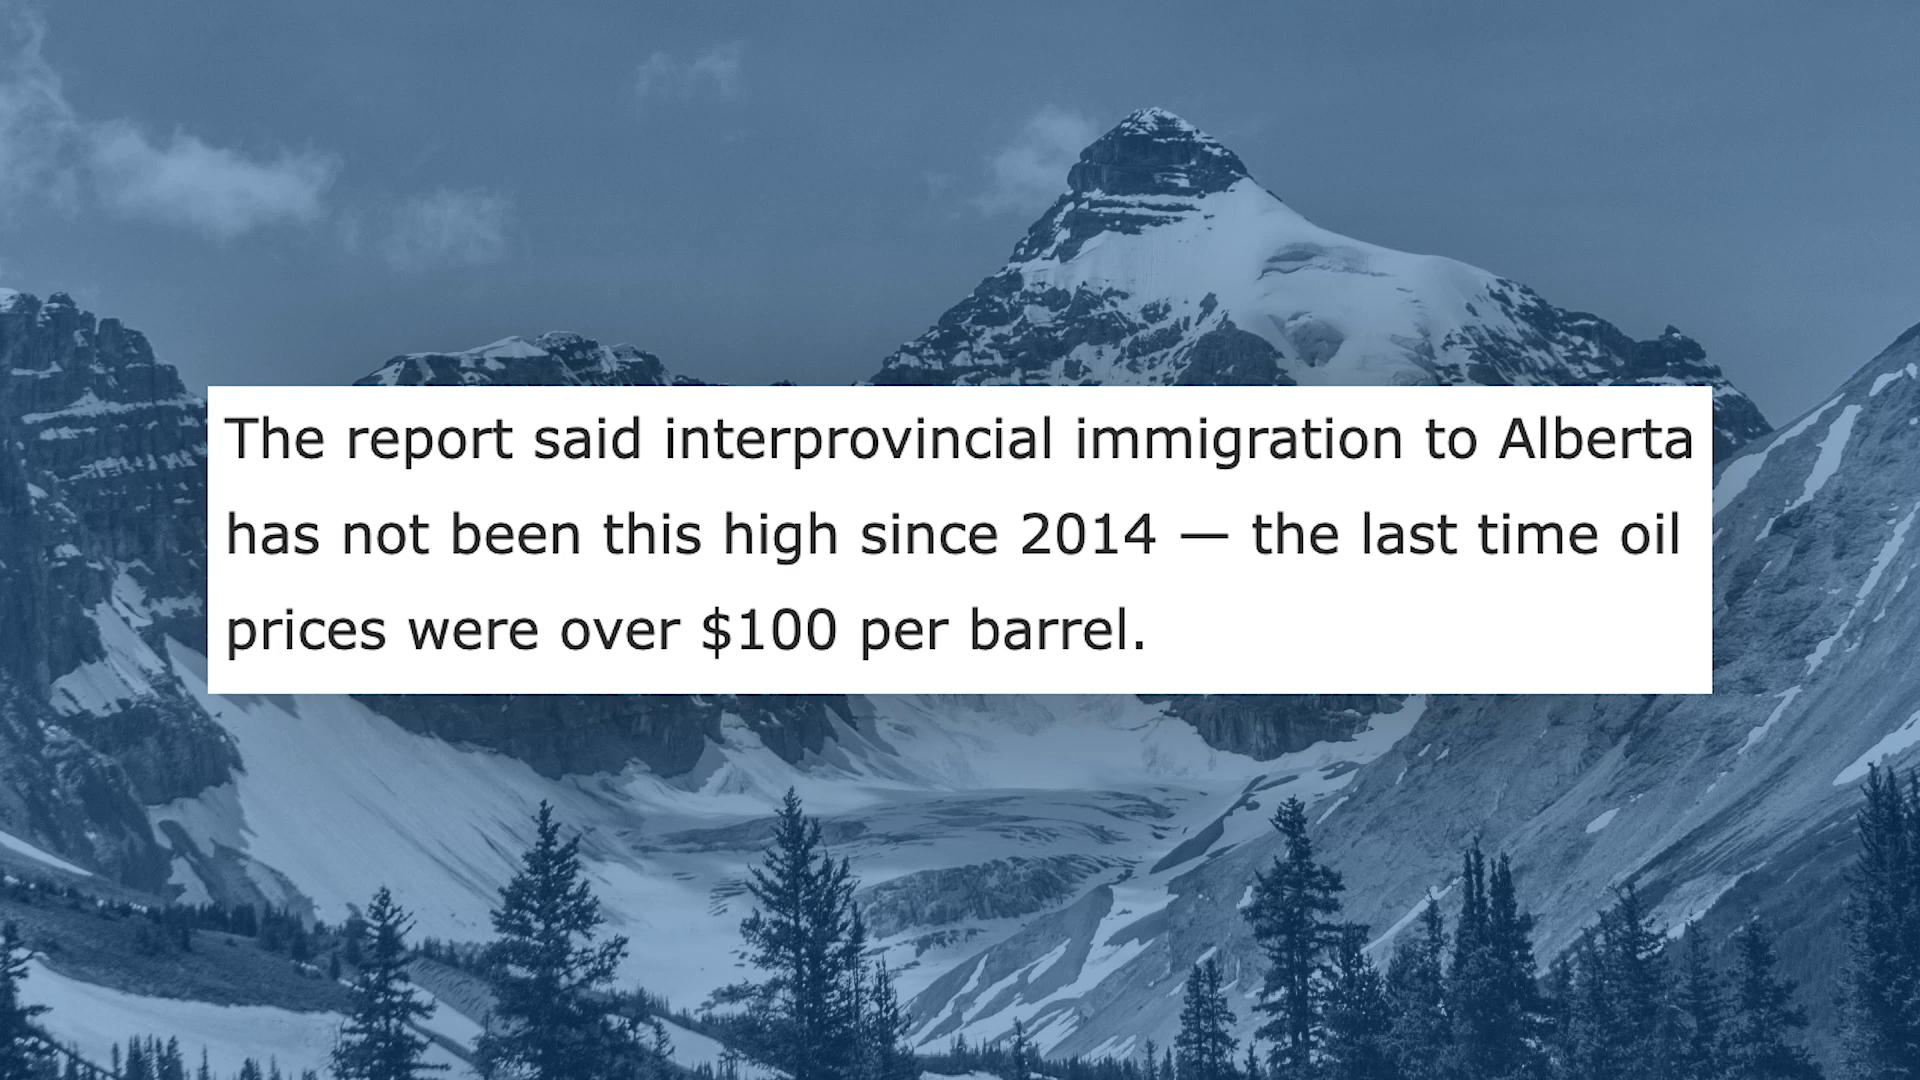 The report said interprovincial immigration to Alberta
has not been this high since 2014 — the last time oil
prices were over $100 per barrel.